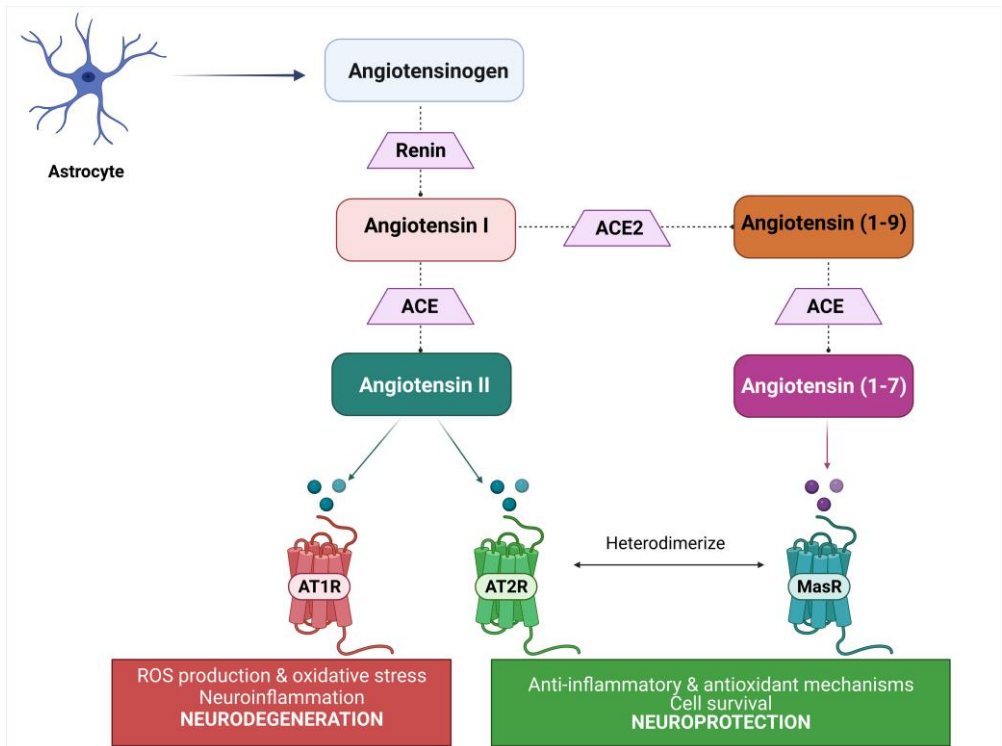 Angiotensinogen
Astrocyte
Renin
Angiotensin I
ACE2
Angiotensin (1-9)
ACE
ACE
Angiotensin II
Angiotensin (1-7)
Heterodimerize
AT1R
AT2R
MasR
ROS production & oxidative stress
Neuroinflammation
NEURODEGENERATION
Anti-inflammatory & antioxidant mechanisms
Cell survival
NEUROPROTECTION